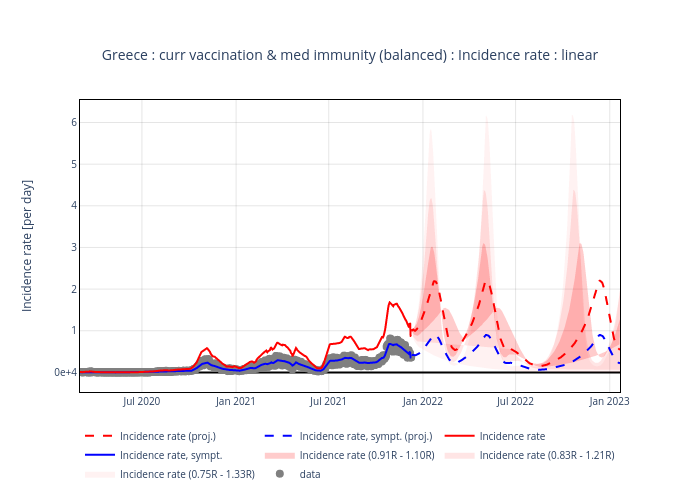 Greece : curr vaccination & med immunity (balanced) : Incidence rate : linear
Incidence rate [per day]
6
5
4
3
2
1
0e+4
Jul 2020
Jan 2021
Jul 2021
Jan 2022
Jul 2022
Jan 2023
Incidence rate (proj.)
Incidence rate, sympt. (proj.)
Incidence rate
Incidence rate, sympt.
Incidence rate (0.91R - 1.10R)
Incidence rate (0.83R - 1.21R)
Incidence rate (0.75R - 1.33R)
data